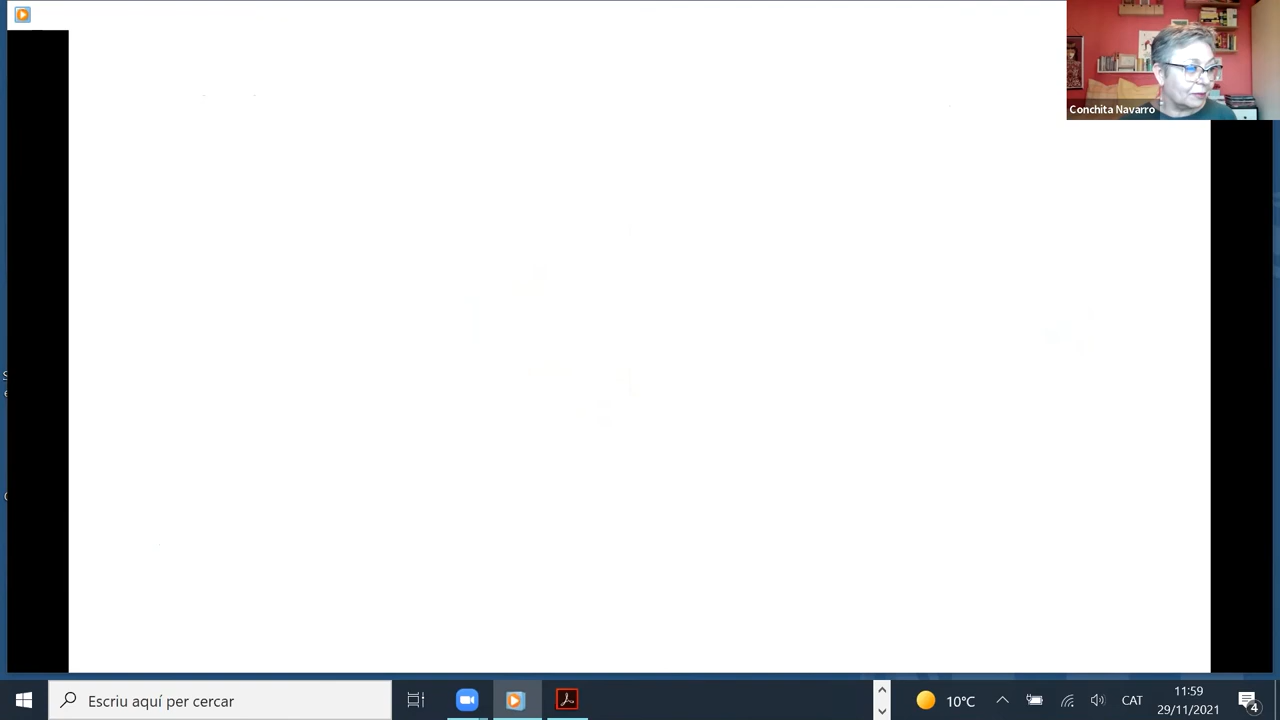 Conchita Navarro
Escriu aquí per cercar
10°C
CAT
11:59
29/11/2021
4